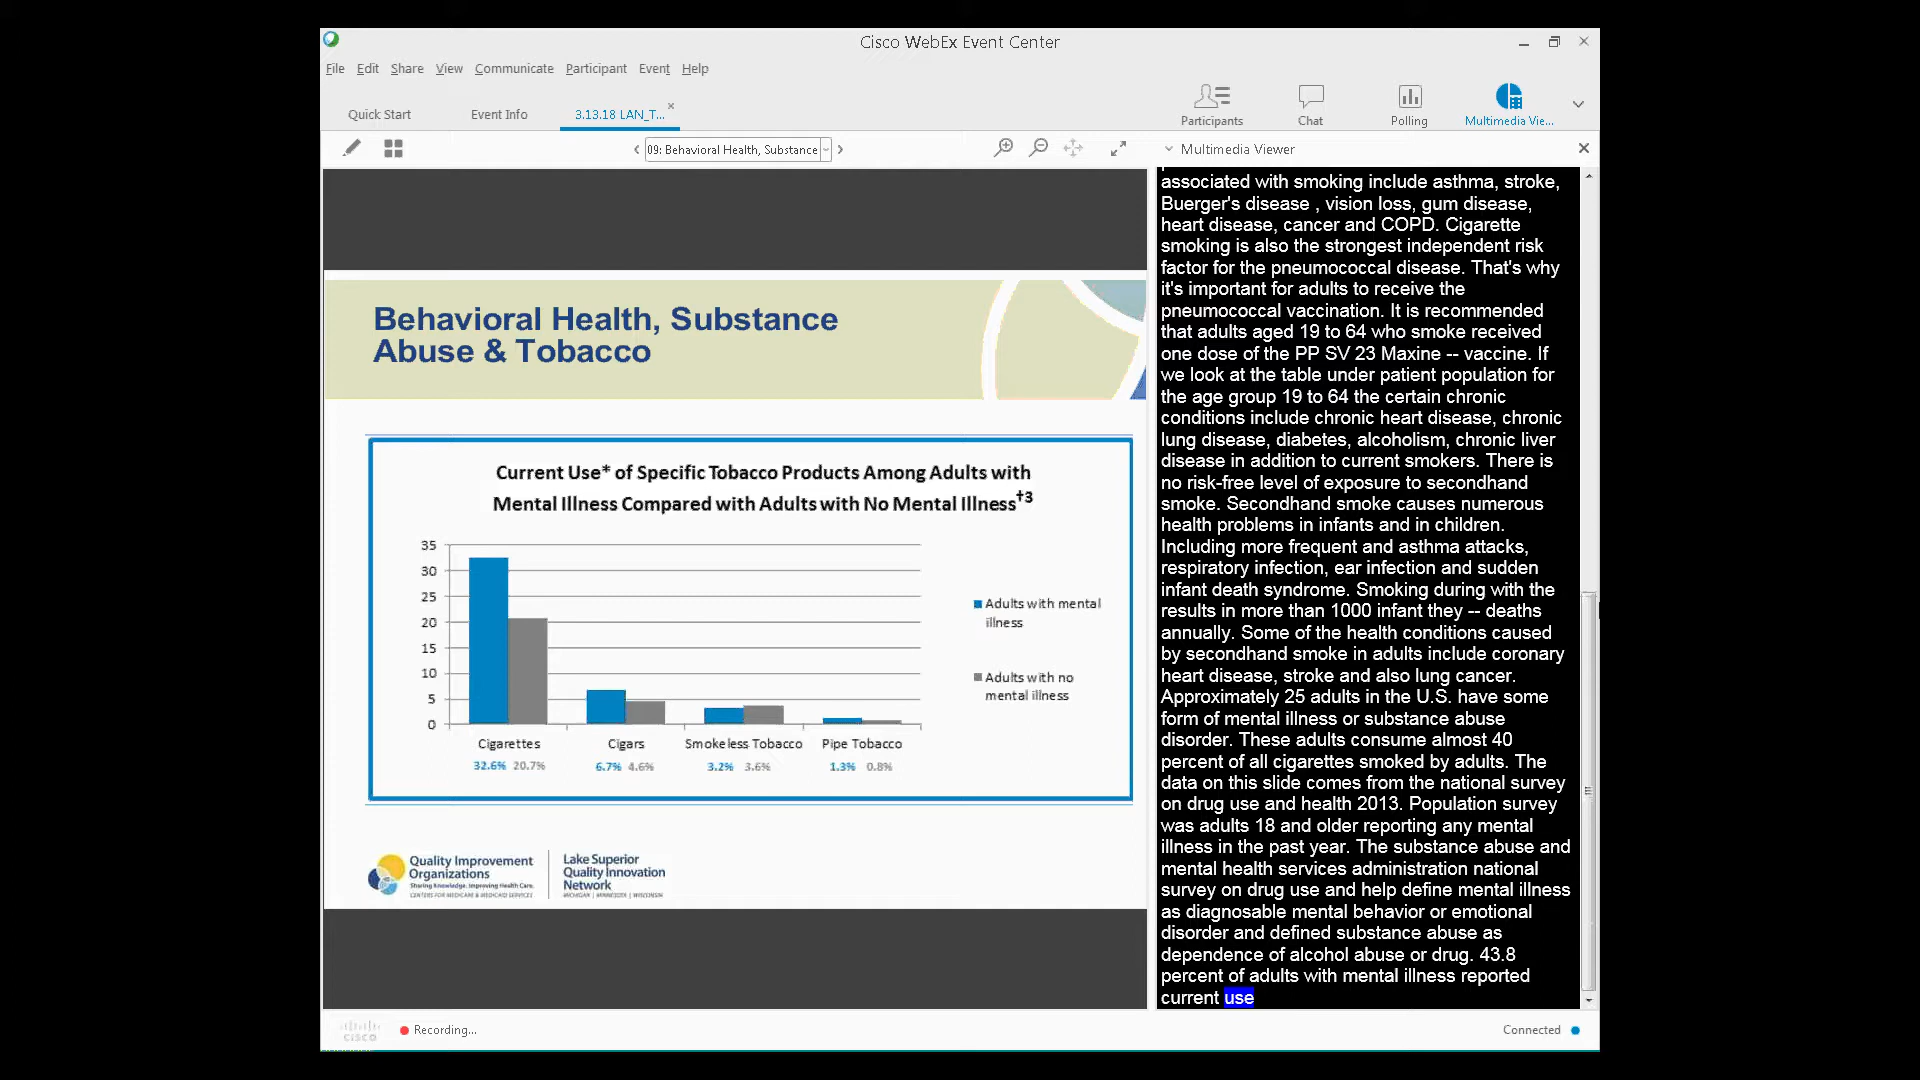 Cisco WebEx Event Center
File Edit Share View Communicate Participant Event Help
Quick Start Event Info 3.13.18 LAN_T... ×
Participants Chat Polling Multimedia Vie...
09: Behavioral Health, Substance
Multimedia Viewer
Behavioral Health, Substance
Abuse & Tobacco
Current Use* of Specific Tobacco Products Among Adults with
Mental Illness Compared with Adults with No Mental Illness†3
35
30
25
20
15
10
5
0
Adults with mental
illness
Adults with no
mental illness
Cigarettes Cigars Smokeless Tobacco Pipe Tobacco
32.6% 20.7% 6.7% 4.6% 3.2% 3.6% 1.3% 0.8%
Quality Improvement
Organizations
Sharing Knowledge. Improving Health Care.
CENTERS FOR MEDICARE & MEDICAID SERVICES
Lake Superior
Quality Innovation
Network
MICHIGAN | MINNESOTA | WISCONSIN
associated with smoking include asthma, stroke,
Buerger's disease , vision loss, gum disease,
heart disease, cancer and COPD. Cigarette
smoking is also the strongest independent risk
factor for the pneumococcal disease. That's why
it's important for adults to receive the
pneumococcal vaccination. It is recommended
that adults aged 19 to 64 who smoke received
one dose of the PP SV 23 Maxine -- vaccine. If
we look at the table under patient population for
the age group 19 to 64 the certain chronic
conditions include chronic heart disease, chronic
lung disease, diabetes, alcoholism, chronic liver
disease in addition to current smokers. There is
no risk-free level of exposure to secondhand
smoke. Secondhand smoke causes numerous
health problems in infants and in children.
Including more frequent and asthma attacks,
respiratory infection, ear infection and sudden
infant death syndrome. Smoking during with the
results in more than 1000 infant they -- deaths
annually. Some of the health conditions caused
by secondhand smoke in adults include coronary
heart disease, stroke and also lung cancer.
Approximately 25 adults in the U.S. have some
form of mental illness or substance abuse
disorder. These adults consume almost 40
percent of all cigarettes smoked by adults. The
data on this slide comes from the national survey
on drug use and health 2013. Population survey
was adults 18 and older reporting any mental
illness in the past year. The substance abuse and
mental health services administration national
survey on drug use and help define mental illness
as diagnosable mental behavior or emotional
disorder and defined substance abuse as
dependence of alcohol abuse or drug. 43.8
percent of adults with mental illness reported
current use
cisco Recording...
Connected